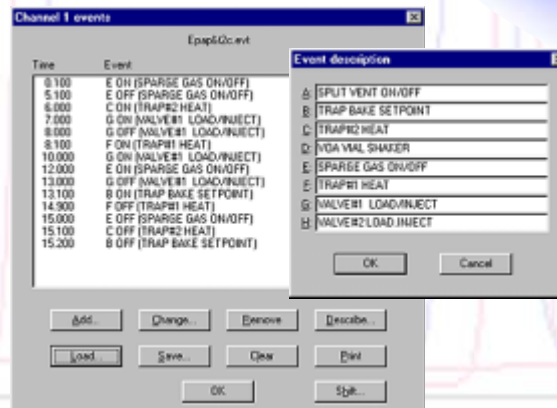 Channel 1 events
Epap&l2c.evt
Time Event
0.100 E ON (SPARGE GAS ON/OFF)
5.100 E OFF (SPARGE GAS ON/OFF)
6.000 C ON (TRAP#2 HEAT)
7.000 G ON (VALVE#1 LOAD/INJECT)
8.000 G OFF (VALVE#1 LOAD/INJECT)
8.100 F ON (TRAP#1 HEAT)
10.000 G ON (VALVE#1 LOAD/INJECT)
12.000 E ON (SPARGE GAS ON/OFF)
13.000 G OFF (VALVE#1 LOAD/INJECT)
13.100 B ON (TRAP BAKE SETPOINT)
14.900 F OFF (TRAP#1 HEAT)
15.000 E OFF (SPARGE GAS ON/OFF)
15.100 C OFF (TRAP#2 HEAT)
15.200 B OFF (TRAP BAKE SETPOINT)
Add... Change... Remove Describe...
Load... Save... Clear Print
OK Shift...
Event description
A: SPLIT VENT ON/OFF
B: TRAP BAKE SETPOINT
C: TRAP#2 HEAT
D: VOA VIAL SHAKER
E: SPARGE GAS ON/OFF
F: TRAP#1 HEAT
G: VALVE#1 LOAD/INJECT
H: VALVE#2 LOAD.INJECT
OK Cancel